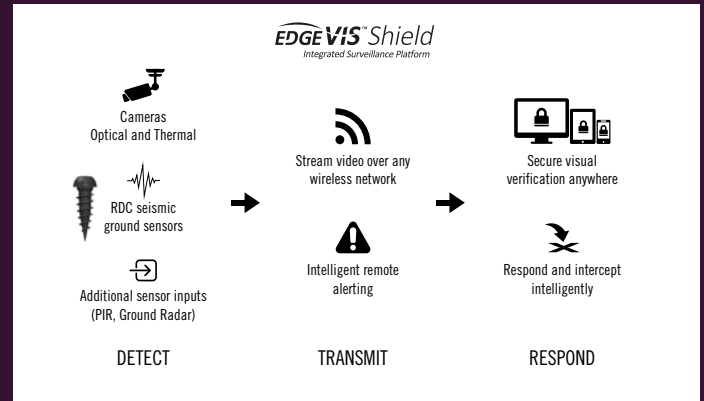 EDGEVIS™ Shield
Integrated Surveillance Platform
Cameras
Optical and Thermal
RDC seismic
ground sensors
Additional sensor inputs
(PIR, Ground Radar)
DETECT
Stream video over any
wireless network
Intelligent remote
alerting
TRANSMIT
Secure visual
verification anywhere
Respond and intercept
intelligently
RESPOND